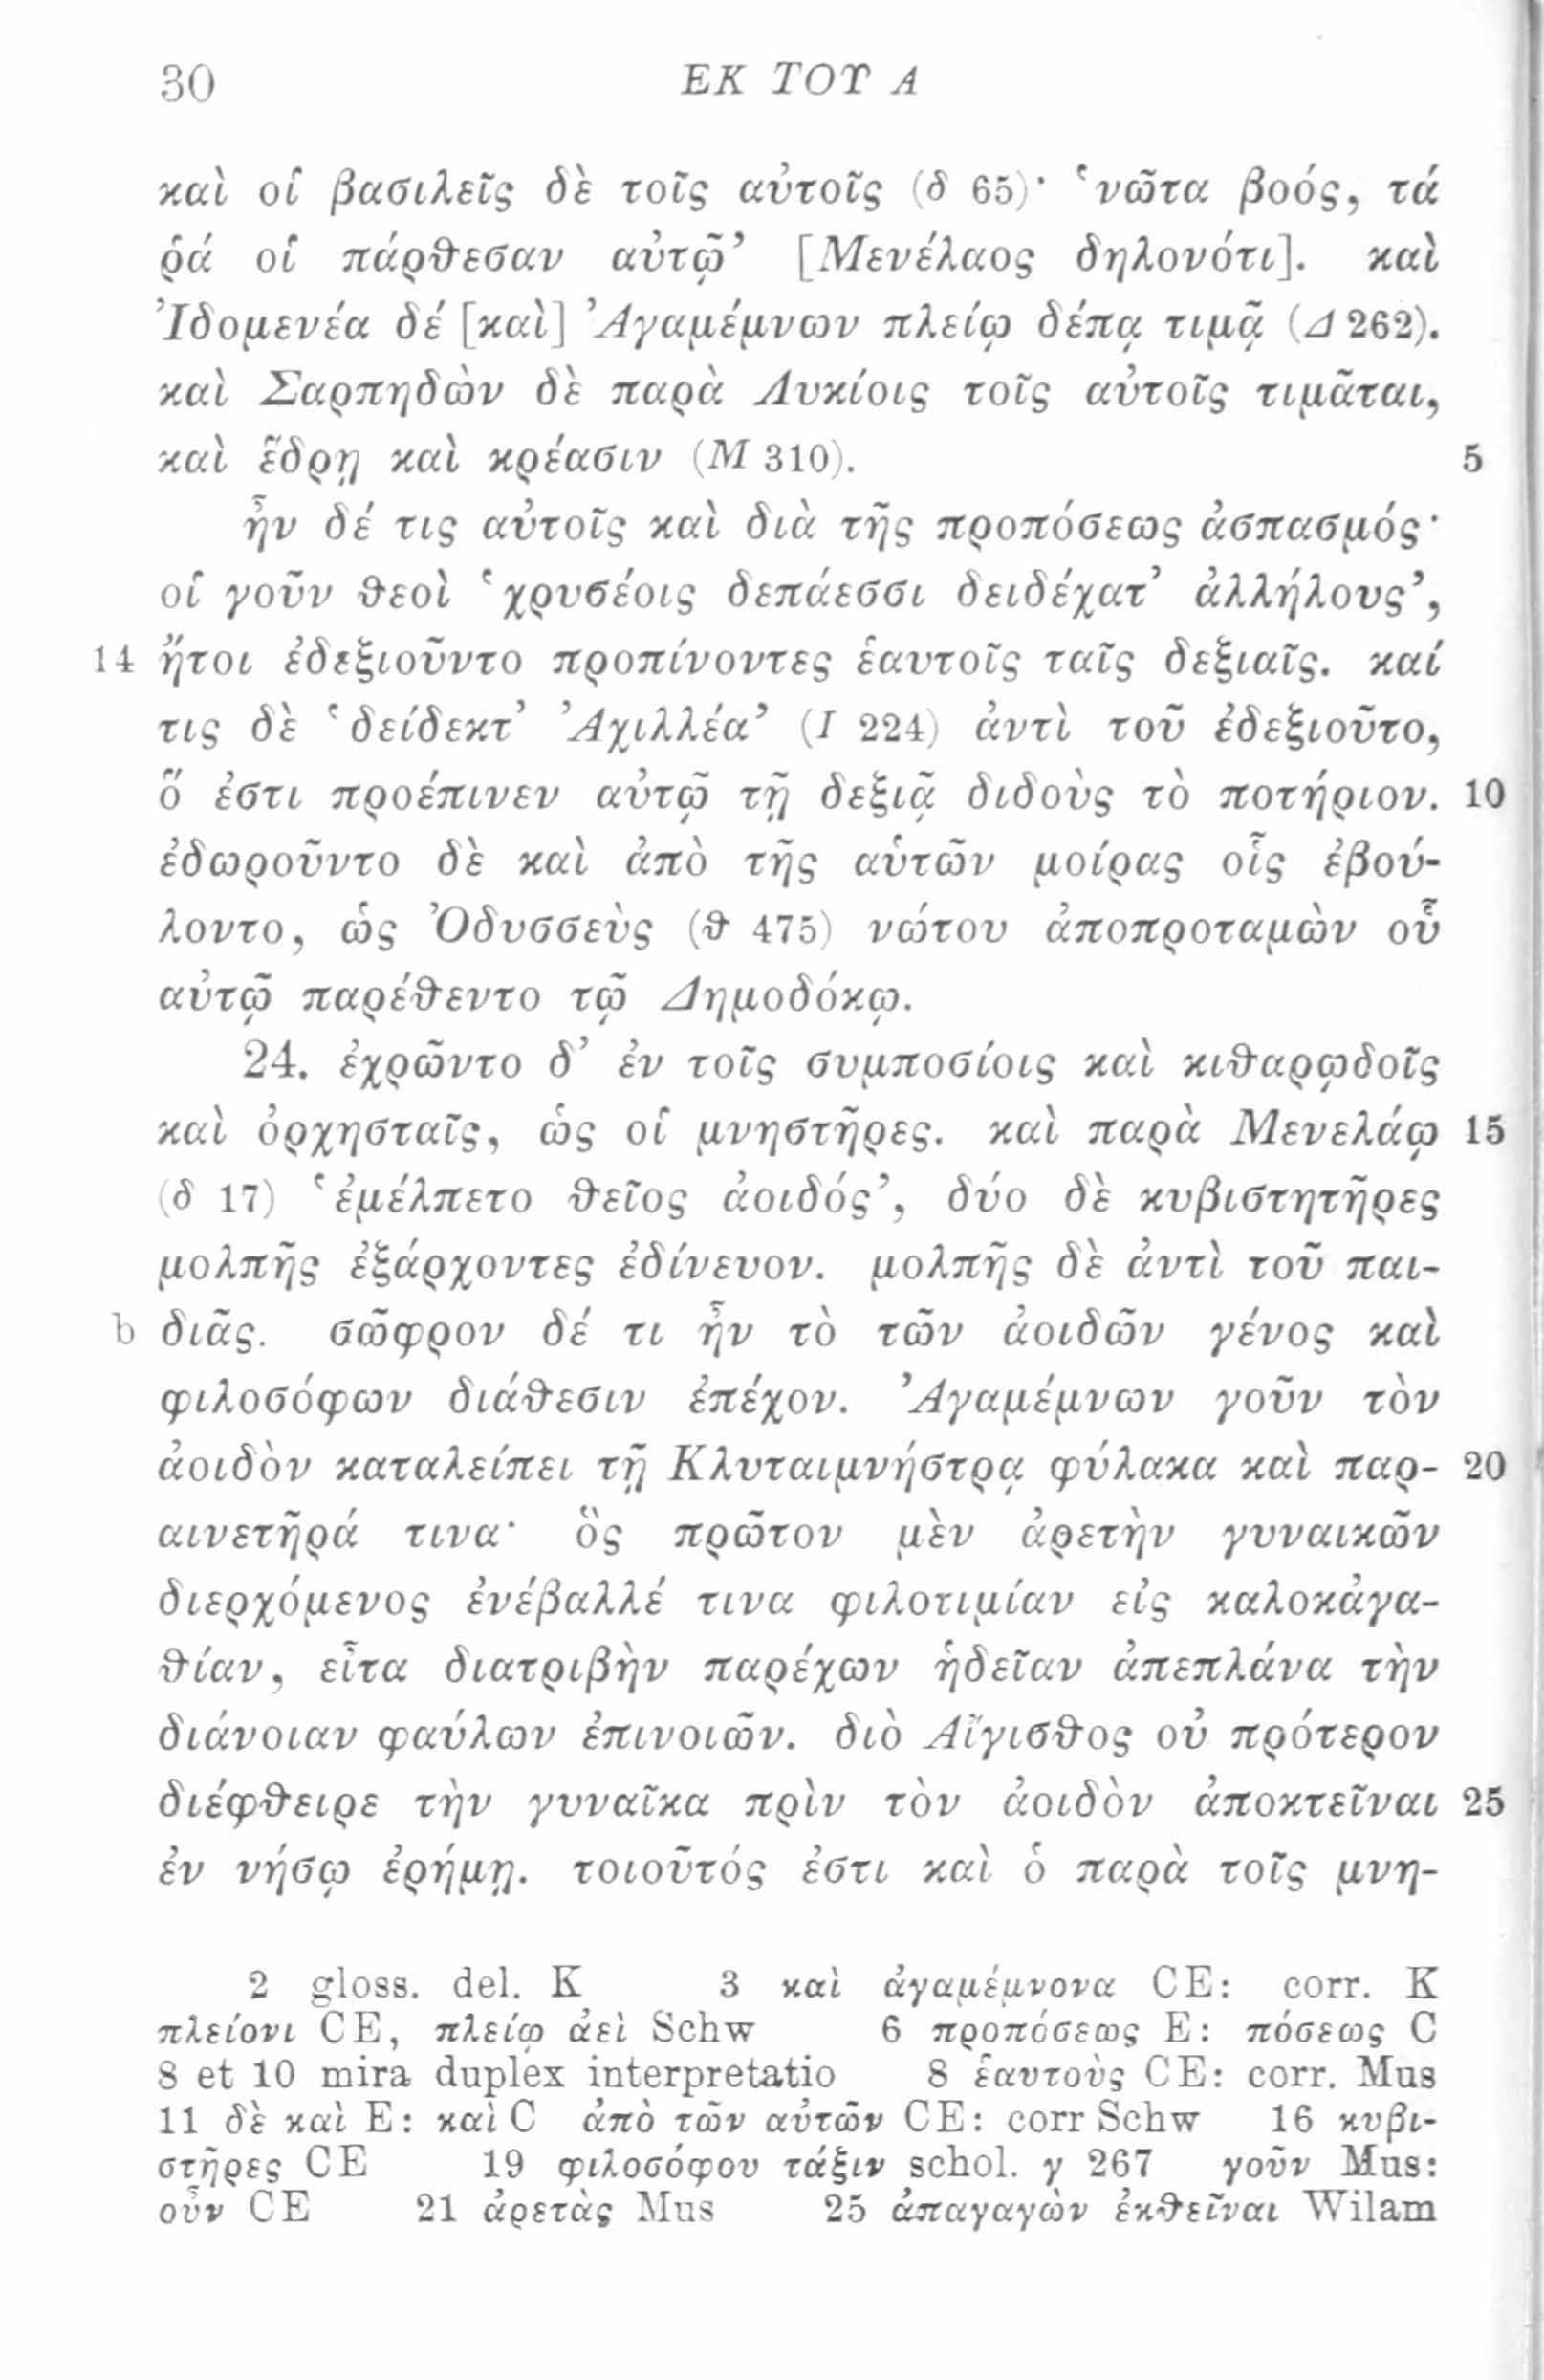 30 ΕΚ ΤΟΥ Α
καὶ οἱ βασιλεῖς δὲ τοῖς αὐτοῖς (δ 65)· ‘νῶτα βοός, τά
ῥά οἱ πάρθεσαν αὐτῷ’ [Μενέλαος δηλονότι]. καὶ
Ἰδομενέα δέ [καὶ] Ἀγαμέμνων πλείῳ δέπᾳ τιμᾷ (Δ 262).
καὶ Σαρπηδὼν δὲ παρὰ Λυκίοις τοῖς αὐτοῖς τιμᾶται,
καὶ ἕδρῃ καὶ κρέασιν (Μ 310). 5
ἦν δέ τις αὐτοῖς καὶ διὰ τῆς προπόσεως ἀσπασμός·
οἱ γοῦν θεοὶ ‘χρυσέοις δεπάεσσι δειδέχατ’ ἀλλήλους’,
14 ἤτοι ἐδεξιοῦντο προπίνοντες ἑαυτοῖς ταῖς δεξιαῖς. καί
τις δὲ ‘δείδεκτ’ Ἀχιλλέα’ (Ι 224) ἀντὶ τοῦ ἐδεξιοῦτο,
ὅ ἐστι προέπινεν αὐτῷ τῇ δεξιᾷ διδοὺς τὸ ποτήριον. 10
ἐδωροῦντο δὲ καὶ ἀπὸ τῆς αὑτῶν μοίρας οἷς ἐβού-
λοντο, ὡς Ὀδυσσεὺς (θ 475) νώτου ἀποπροταμὼν οὗ
αὐτῷ παρέθεντο τῷ Δημοδόκῳ.
24. ἐχρῶντο δ’ ἐν τοῖς συμποσίοις καὶ κιθαρῳδοῖς
καὶ ὀρχησταῖς, ὡς οἱ μνηστῆρες. καὶ παρὰ Μενελάῳ 15
(δ 17) ‘ἐμέλπετο θεῖος ἀοιδός’, δύο δὲ κυβιστητῆρες
μολπῆς ἐξάρχοντες ἐδίνευον. μολπῆς δὲ ἀντὶ τοῦ παι-
b διᾶς. σῶφρον δέ τι ἦν τὸ τῶν ἀοιδῶν γένος καὶ
φιλοσόφων διάθεσιν ἐπέχον. Ἀγαμέμνων γοῦν τὸν
ἀοιδὸν καταλείπει τῇ Κλυταιμνήστρᾳ φύλακα καὶ παρ- 20
αινετῆρά τινα· ὃς πρῶτον μὲν ἀρετὴν γυναικῶν
διερχόμενος ἐνέβαλλέ τινα φιλοτιμίαν εἰς καλοκἀγα-
θίαν, εἶτα διατριβὴν παρέχων ἡδεῖαν ἀπεπλάνα τὴν
διάνοιαν φαύλων ἐπινοιῶν. διὸ Αἴγισθος οὐ πρότερον
διέφθειρε τὴν γυναῖκα πρὶν τὸν ἀοιδὸν ἀποκτεῖναι 25
ἐν νήσῳ ἐρήμῃ. τοιοῦτός ἐστι καὶ ὁ παρὰ τοῖς μνη-
2 gloss. del. K 3 καὶ ἀγαμέμνονα CE: corr. K
πλείονι CE, πλείῳ ἀεὶ Schw 6 προπόσεως E: πόσεως C
8 et 10 mira duplex interpretatio 8 ἑαυτοὺς CE: corr. Mus
11 δὲ καὶ E: καὶ C ἀπὸ τῶν αὐτῶν CE: corr Schw 16 κυβι-
στῆρες CE 19 φιλοσόφου τάξιν schol. γ 267 γοῦν Mus:
οὖν CE 21 ἀρετὰς Mus 25 ἀπαγαγὼν ἐκθεῖναι Wilam